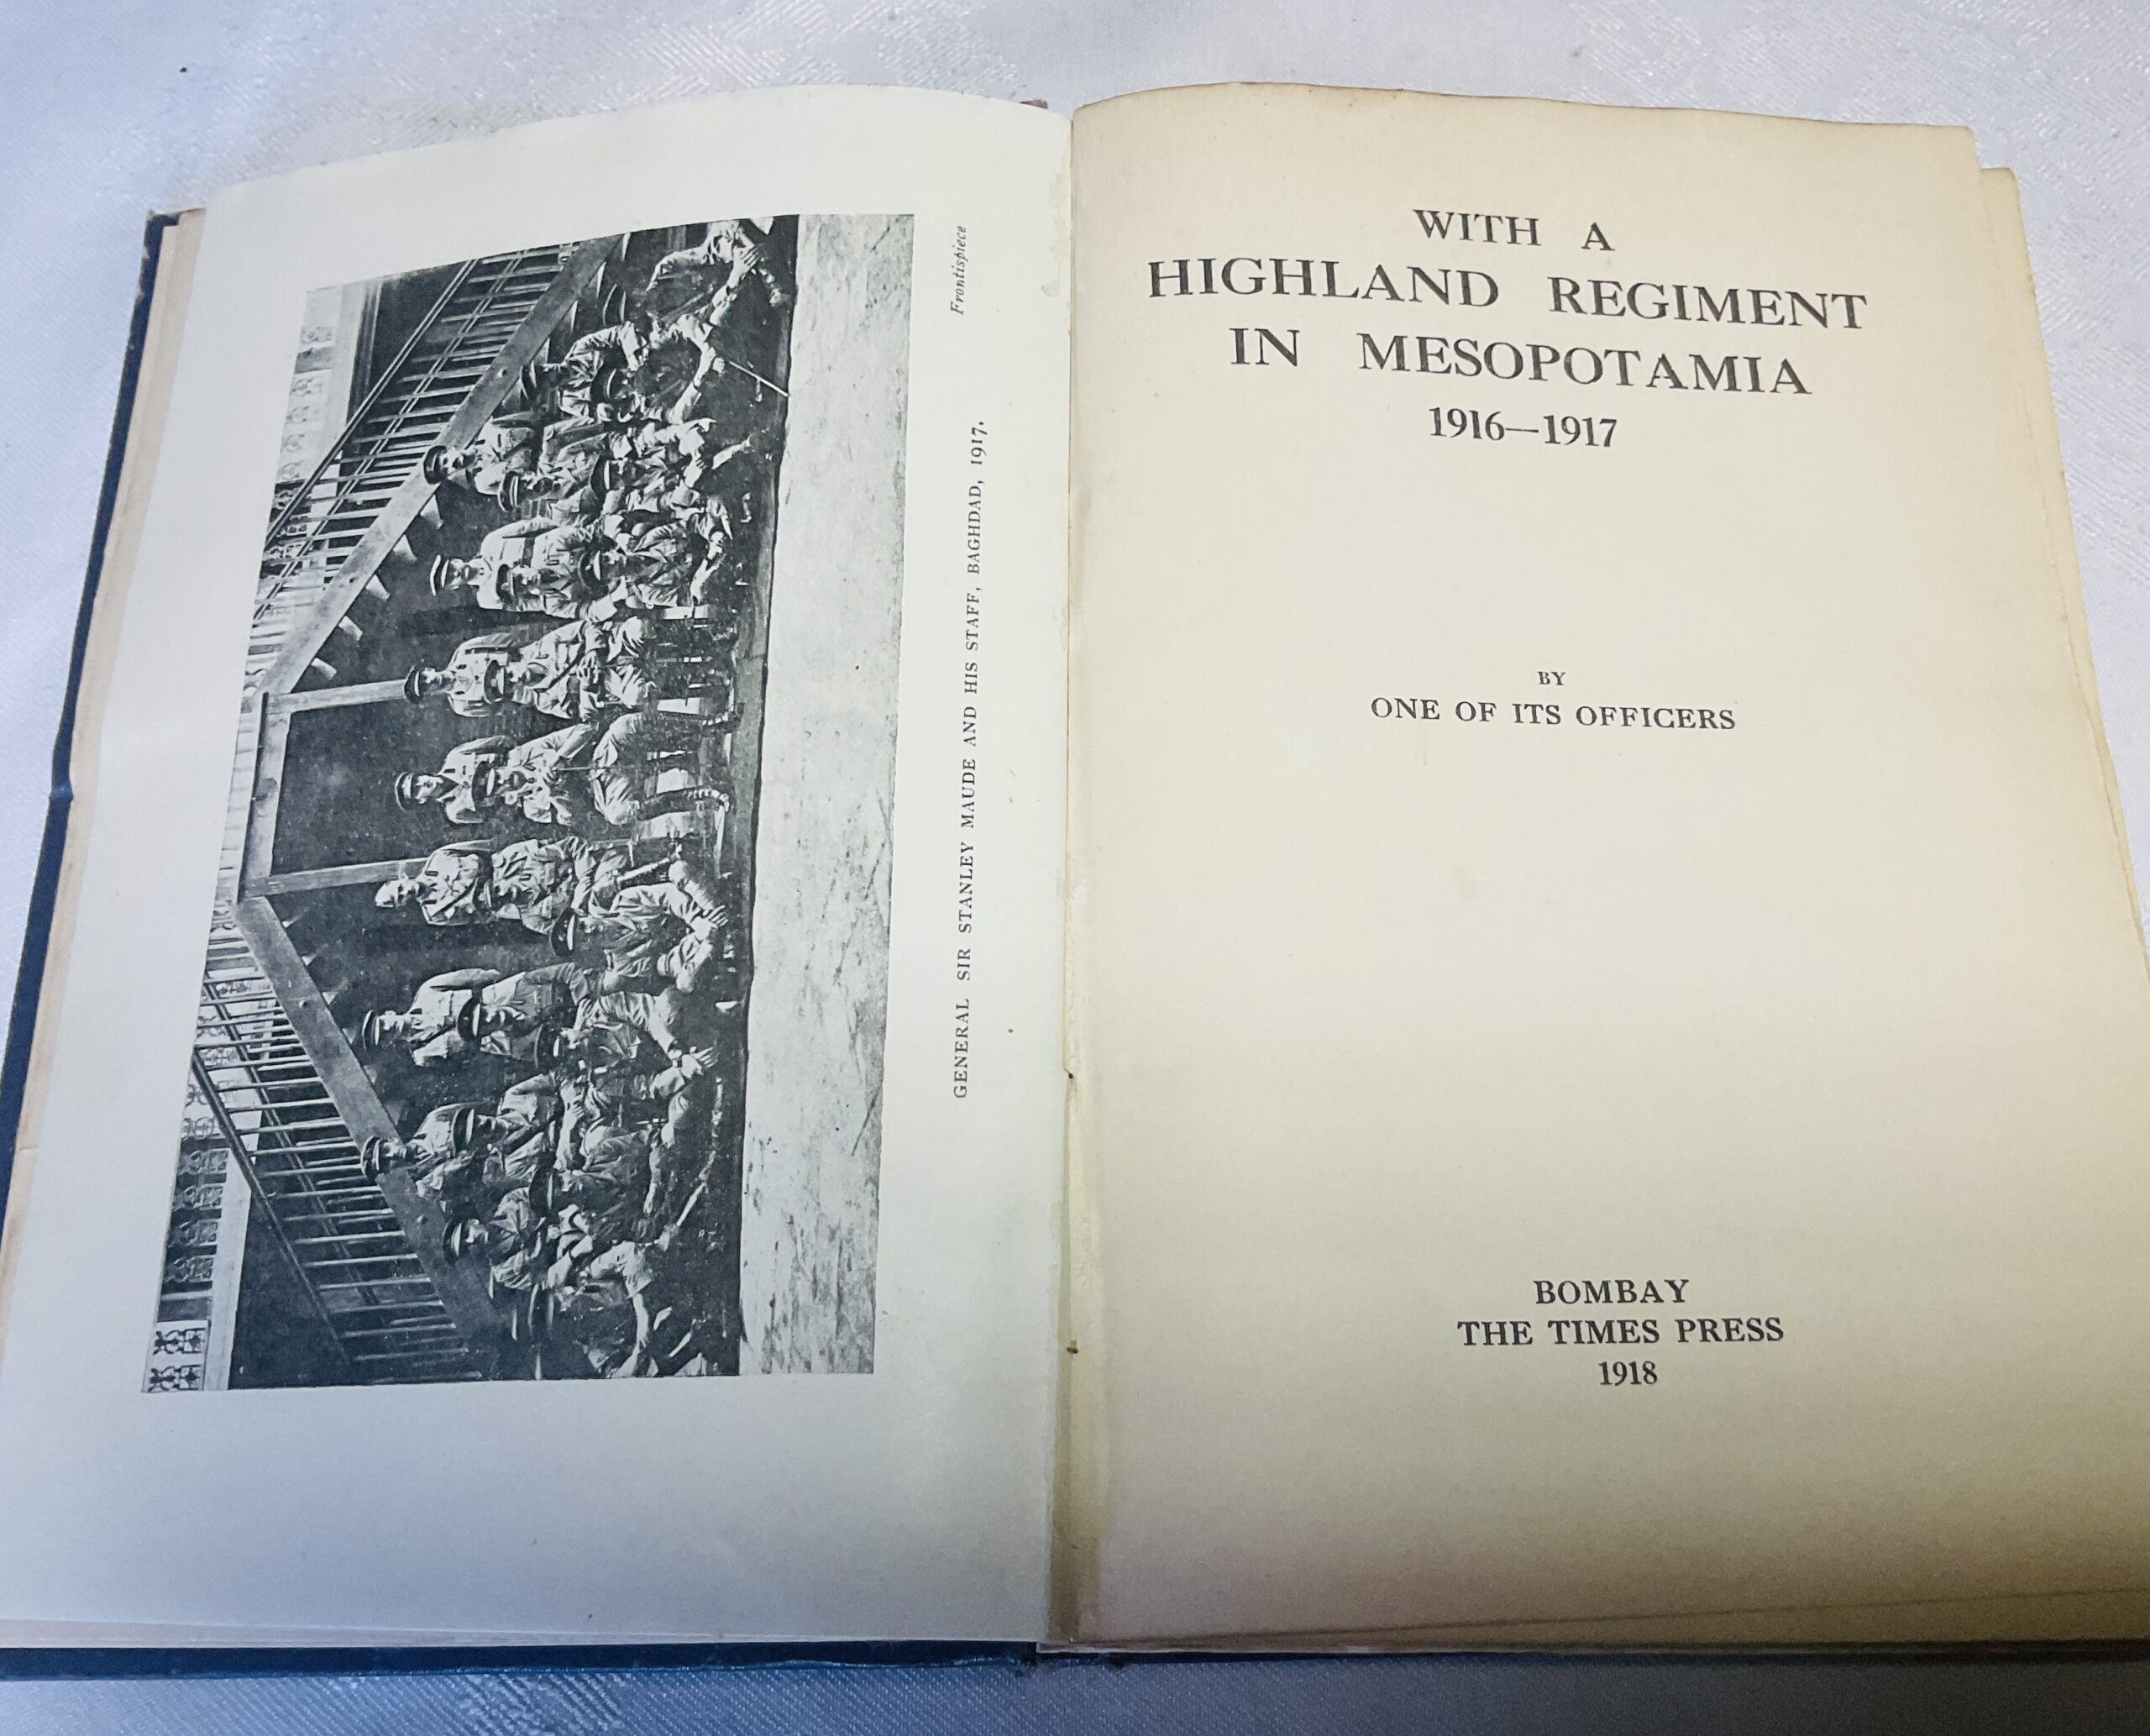 Frontispiece
GENERAL SIR STANLEY MAUDE AND HIS STAFF, BAGHDAD, 1917.
WITH A
HIGHLAND REGIMENT
IN MESOPOTAMIA
1916—1917
BY
ONE OF ITS OFFICERS
BOMBAY
THE TIMES PRESS
1918